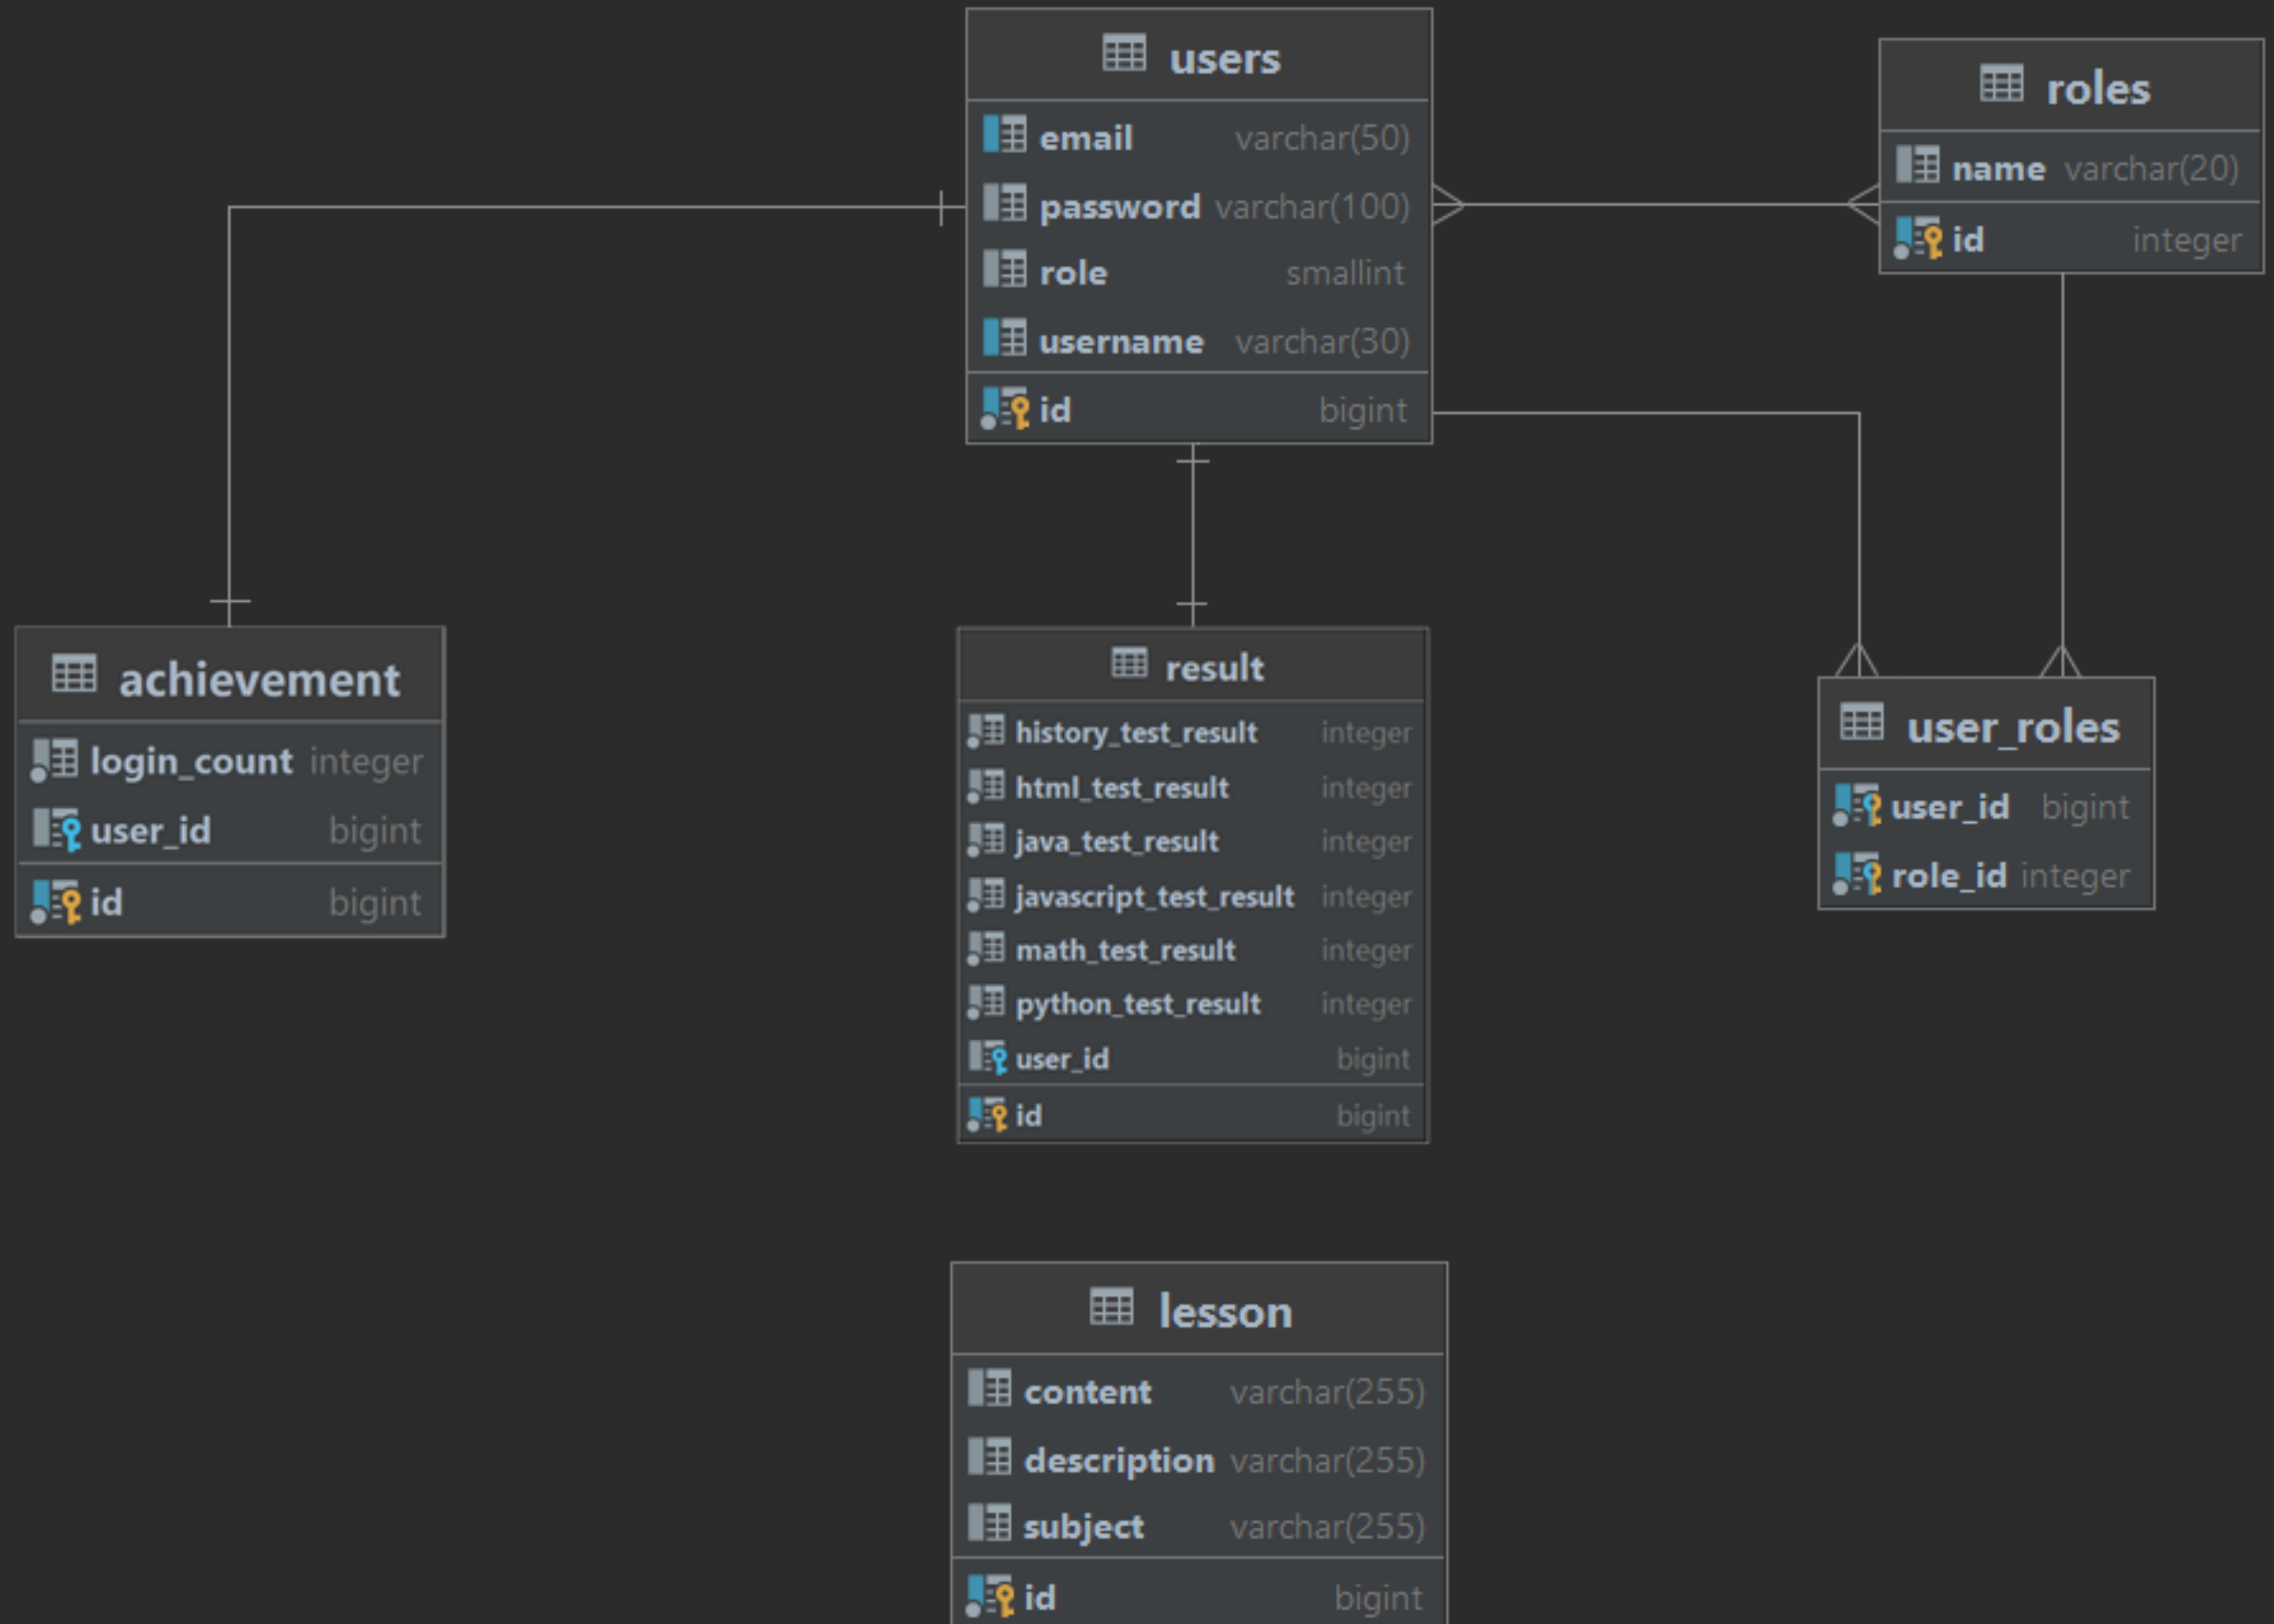 users
email varchar(50)
password varchar(100)
role smallint
username varchar(30)
id bigint
roles
name varchar(20)
id integer
achievement
login_count integer
user_id bigint
id bigint
result
history_test_result integer
html_test_result integer
java_test_result integer
javascript_test_result integer
math_test_result integer
python_test_result integer
user_id bigint
id bigint
user_roles
user_id bigint
role_id integer
lesson
content varchar(255)
description varchar(255)
subject varchar(255)
id bigint